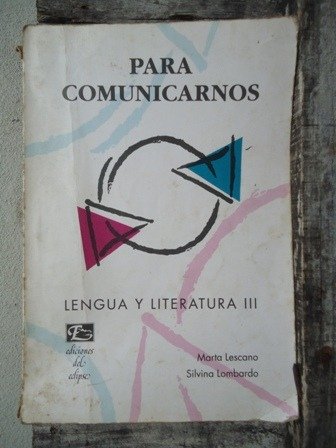 PARA
COMUNICARNOS
LENGUA Y LITERATURA III
ediciones
del
eclipse
Marta Lescano
Silvina Lombardo